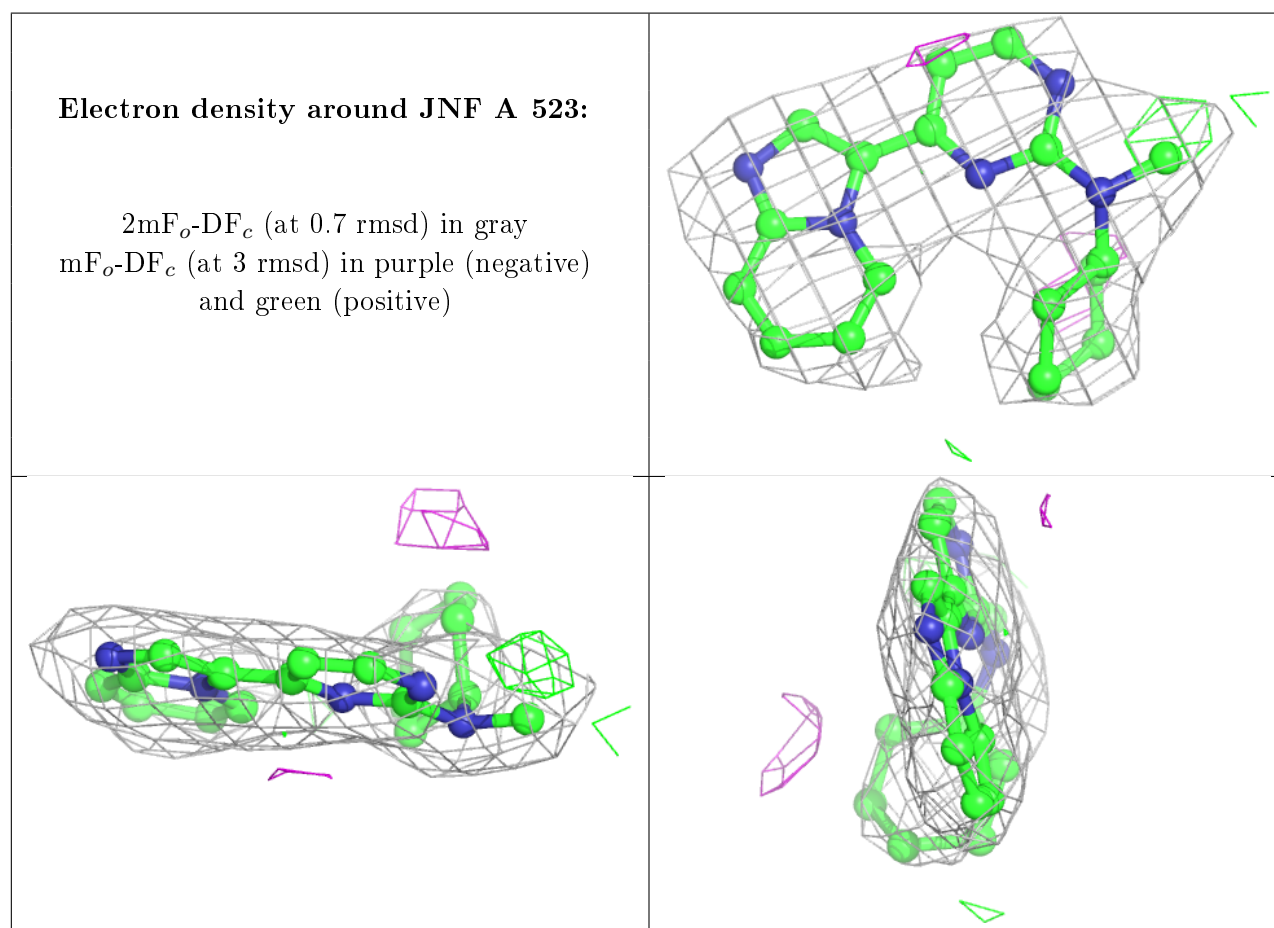 Electron density around JNF A 523:
2mFₒ-DF𝒸 (at 0.7 rmsd) in gray
mFₒ-DF𝒸 (at 3 rmsd) in purple (negative)
and green (positive)